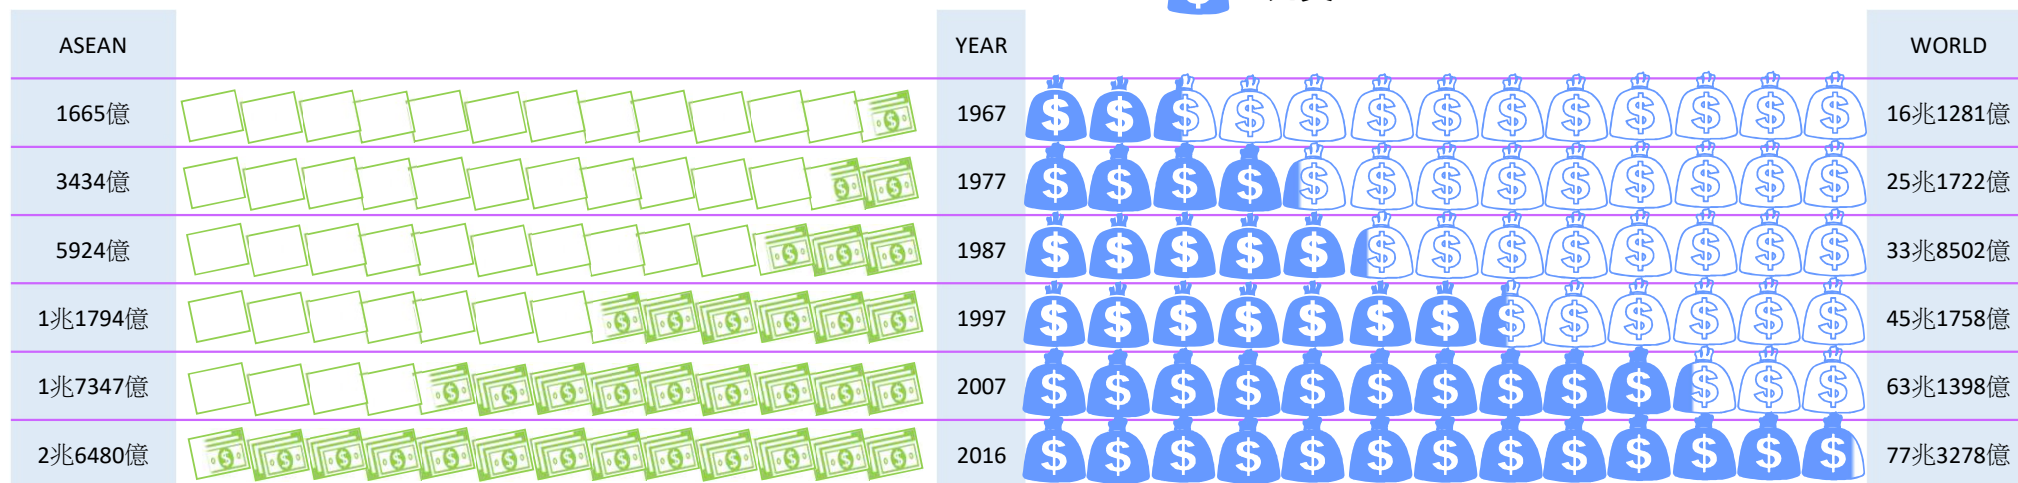 ASEAN YEAR WORLD
1665億 1967 16兆1281億
3434億 1977 25兆1722億
5924億 1987 33兆8502億
1兆1794億 1997 45兆1758億
1兆7347億 2007 63兆1398億
2兆6480億 2016 77兆3278億